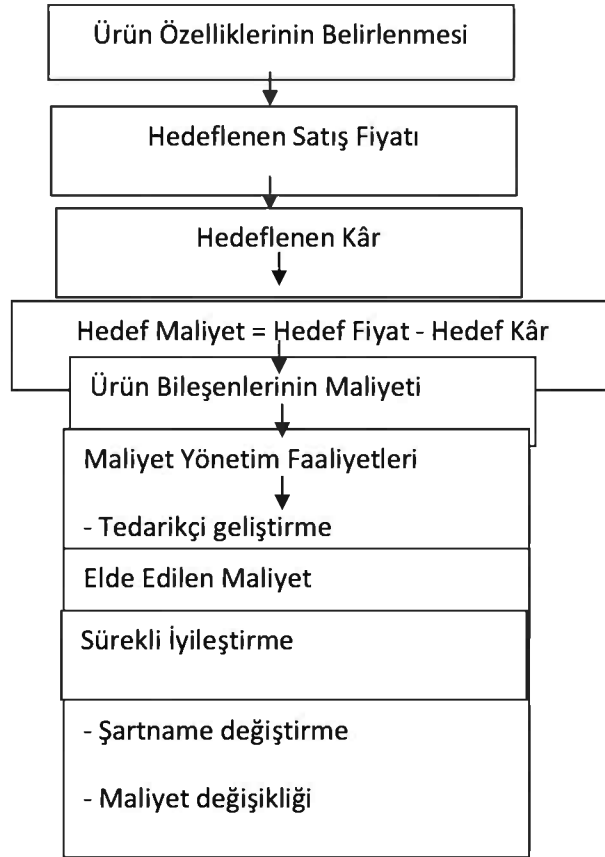 Ürün Özelliklerinin Belirlenmesi
Hedeflenen Satış Fiyatı
Hedeflenen Kâr
Hedef Maliyet = Hedef Fiyat - Hedef Kâr
Ürün Bileşenlerinin Maliyeti
Maliyet Yönetim Faaliyetleri
- Tedarikçi geliştirme
Elde Edilen Maliyet
Sürekli İyileştirme
- Şartname değiştirme
- Maliyet değişikliği